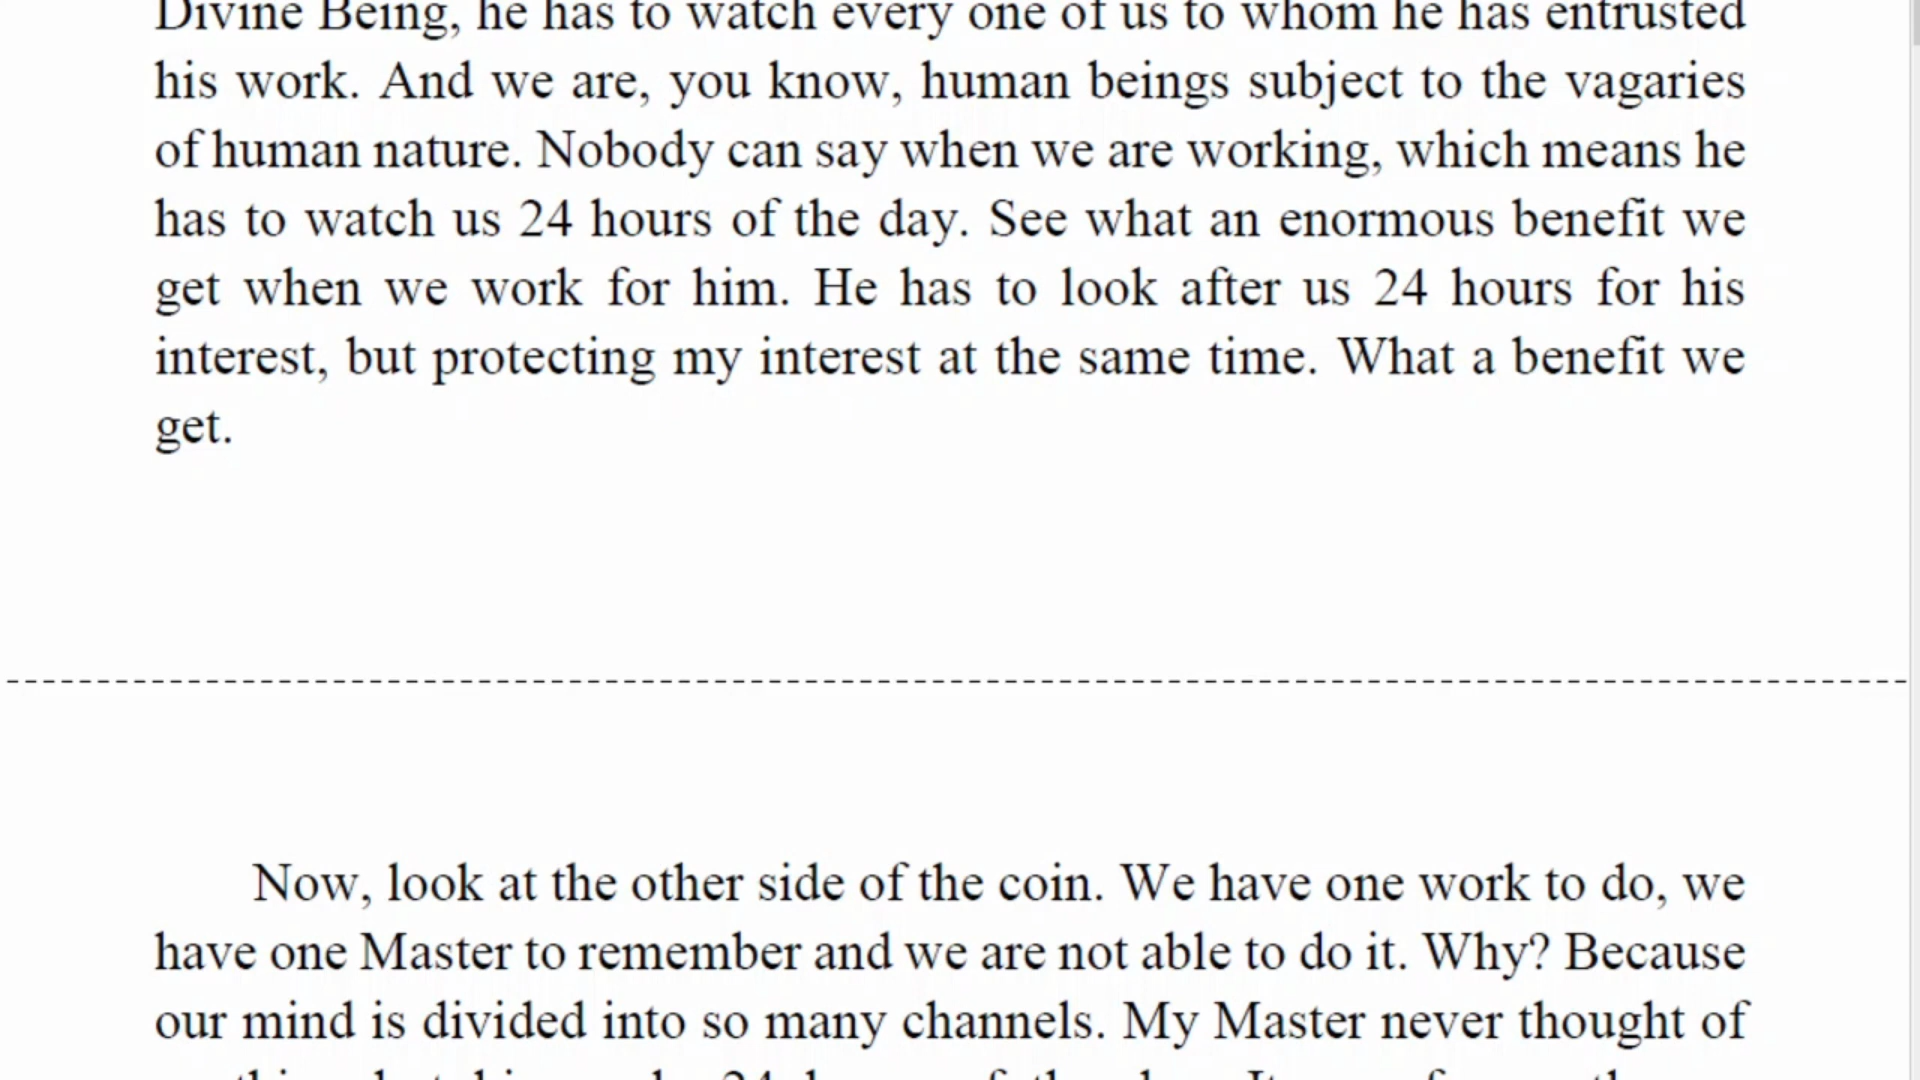 Divine Being, he has to watch every one of us to whom he has entrusted
his work. And we are, you know, human beings subject to the vagaries
of human nature. Nobody can say when we are working, which means he
has to watch us 24 hours of the day. See what an enormous benefit we
get when we work for him. He has to look after us 24 hours for his
interest, but protecting my interest at the same time. What a benefit we
get.
Now, look at the other side of the coin. We have one work to do, we
have one Master to remember and we are not able to do it. Why? Because
our mind is divided into so many channels. My Master never thought of
24 of the